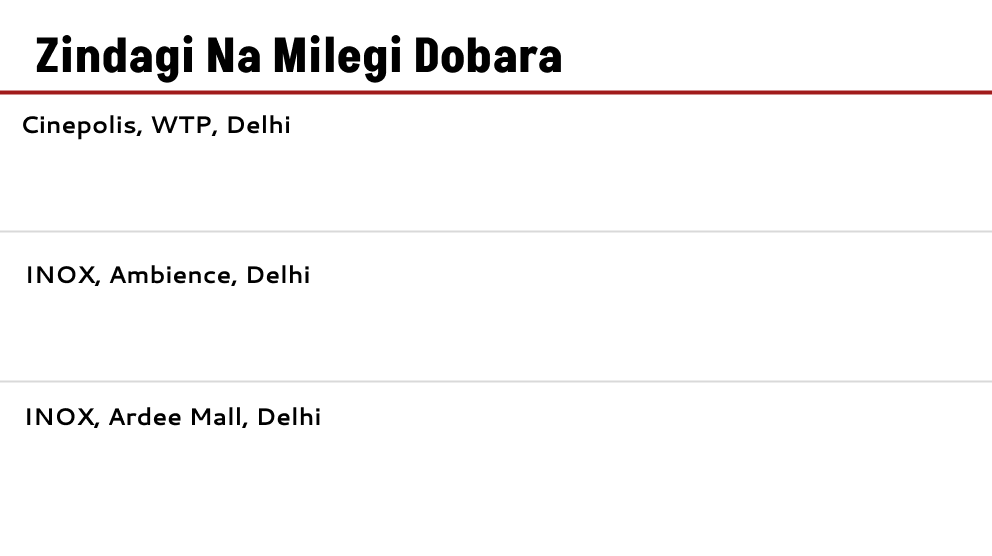 Zindagi Na Milegi Dobara
Cinepolis, WTP, Delhi
INOX, Ambience, Delhi
INOX, Ardee Mall, Delhi